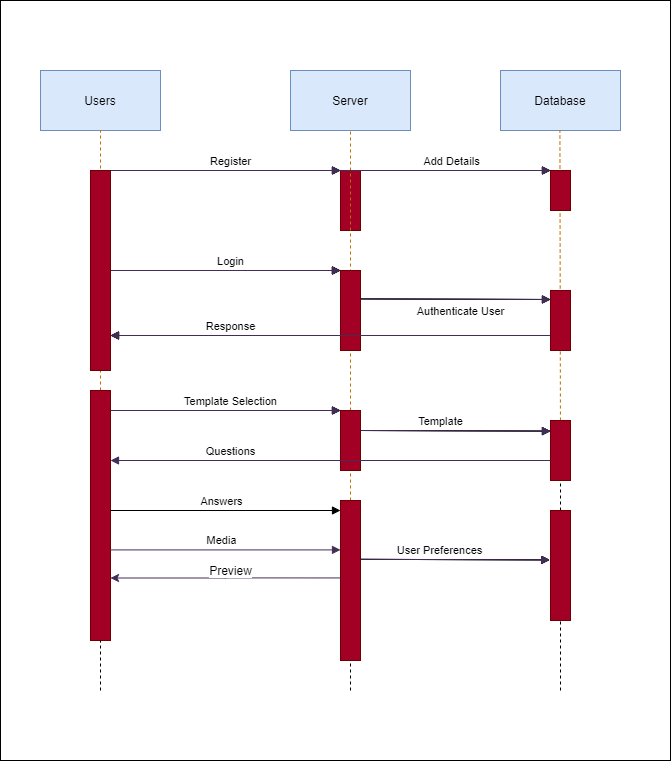 Users
Server
Database
Register
Add Details
Login
Authenticate User
Response
Template Selection
Template
Questions
Answers
Media
User Preferences
Preview